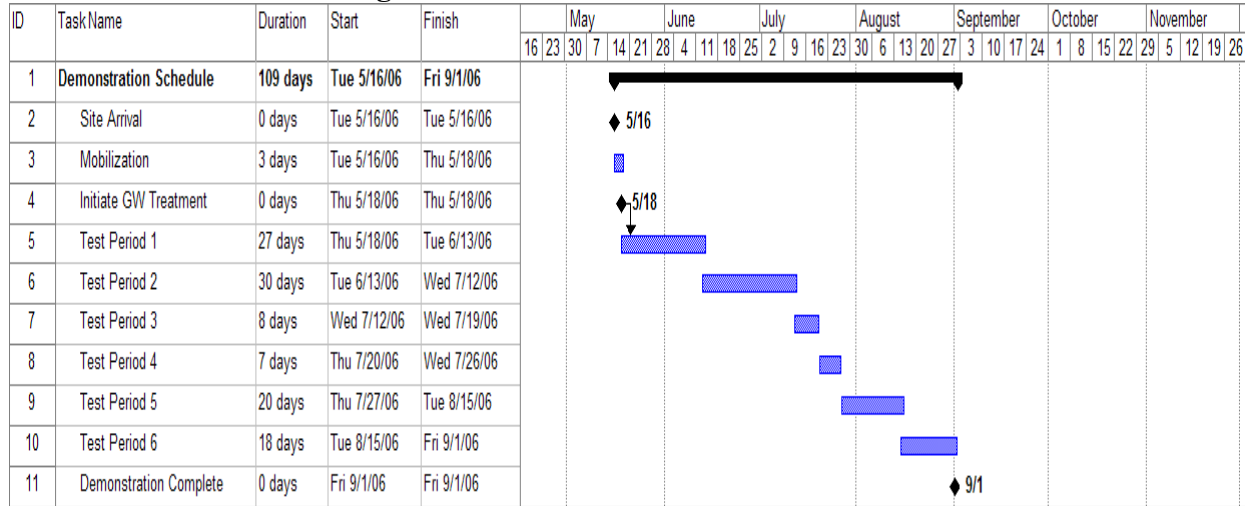 ID Task Name Duration Start Finish May June July August September October November
16 23 30 7 14 21 28 4 11 18 25 2 9 16 23 30 6 13 20 27 3 10 17 24 1 8 15 22 29 5 12 19 26
1 Demonstration Schedule 109 days Tue 5/16/06 Fri 9/1/06
2 Site Arrival 0 days Tue 5/16/06 Tue 5/16/06 5/16
3 Mobilization 3 days Tue 5/16/06 Thu 5/18/06
4 Initiate GW Treatment 0 days Thu 5/18/06 Thu 5/18/06 5/18
5 Test Period 1 27 days Thu 5/18/06 Tue 6/13/06
6 Test Period 2 30 days Tue 6/13/06 Wed 7/12/06
7 Test Period 3 8 days Wed 7/12/06 Wed 7/19/06
8 Test Period 4 7 days Thu 7/20/06 Wed 7/26/06
9 Test Period 5 20 days Thu 7/27/06 Tue 8/15/06
10 Test Period 6 18 days Tue 8/15/06 Fri 9/1/06
11 Demonstration Complete 0 days Fri 9/1/06 Fri 9/1/06 9/1